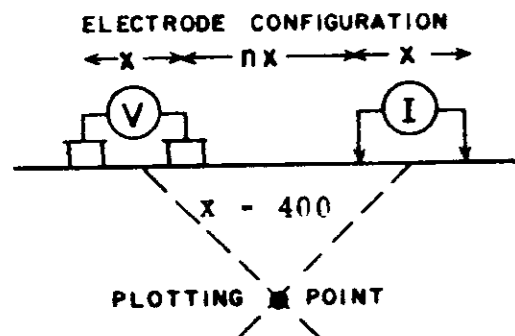 ELECTRODE CONFIGURATION
x nx x
V I
x - 400
PLOTTING POINT